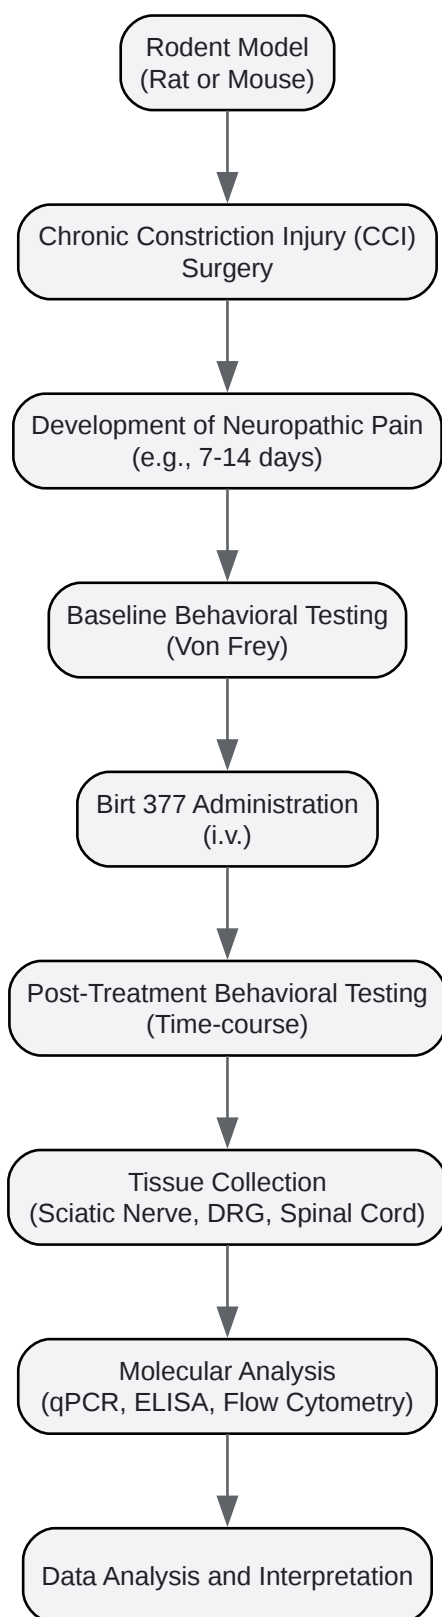 Rodent Model
(Rat or Mouse)
Chronic Constriction Injury (CCI)
Surgery
Development of Neuropathic Pain
(e.g., 7-14 days)
Baseline Behavioral Testing
(Von Frey)
Birt 377 Administration
(i.v.)
Post-Treatment Behavioral Testing
(Time-course)
Tissue Collection
(Sciatic Nerve, DRG, Spinal Cord)
Molecular Analysis
(qPCR, ELISA, Flow Cytometry)
Data Analysis and Interpretation